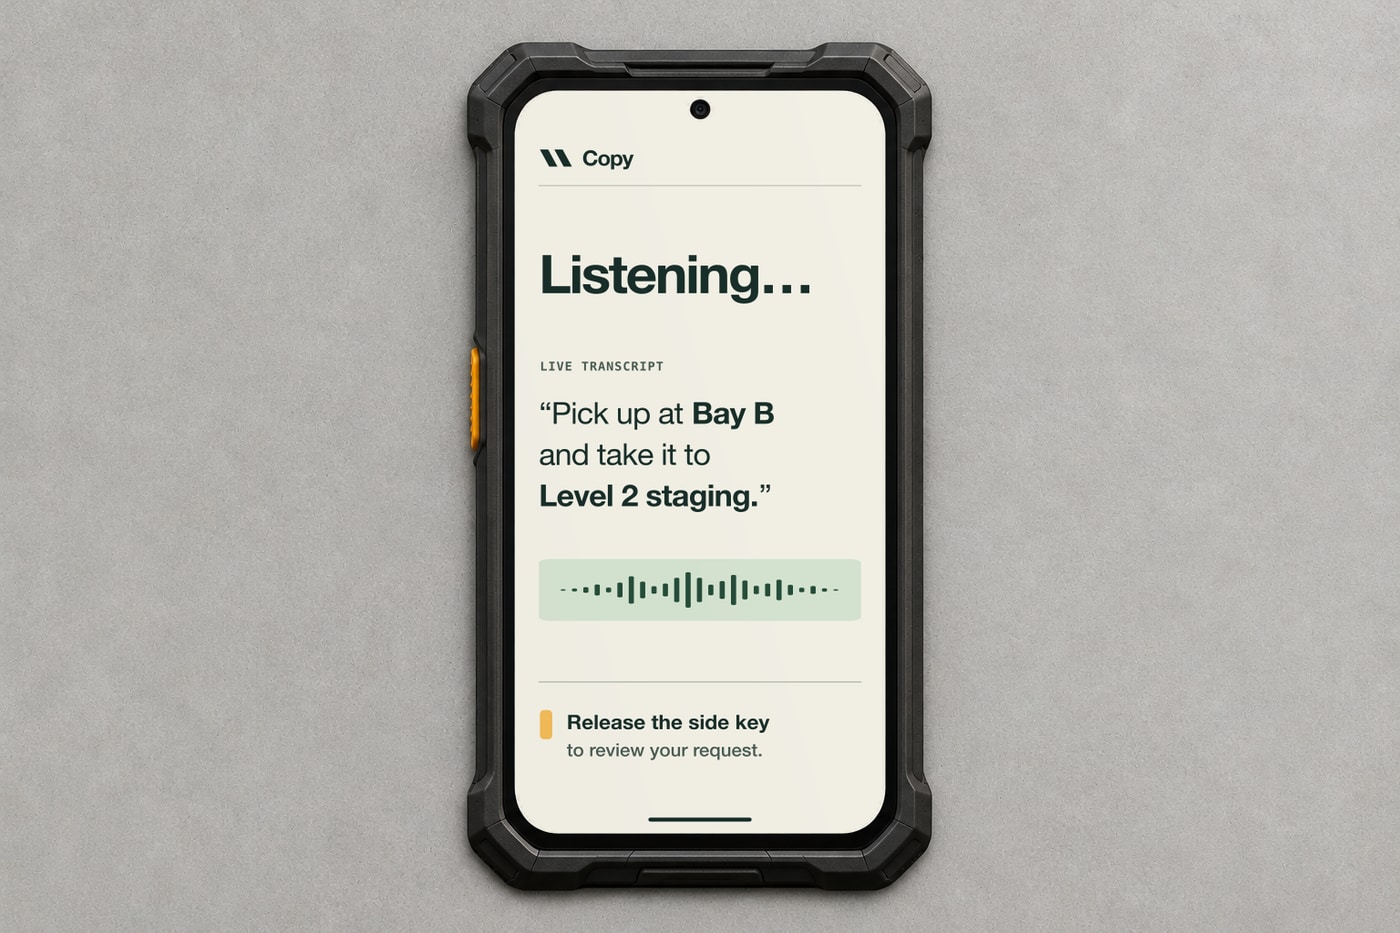 Copy
Listening...
LIVE TRANSCRIPT
“Pick up at Bay B
and take it to
Level 2 staging.”
Release the side key
to review your request.